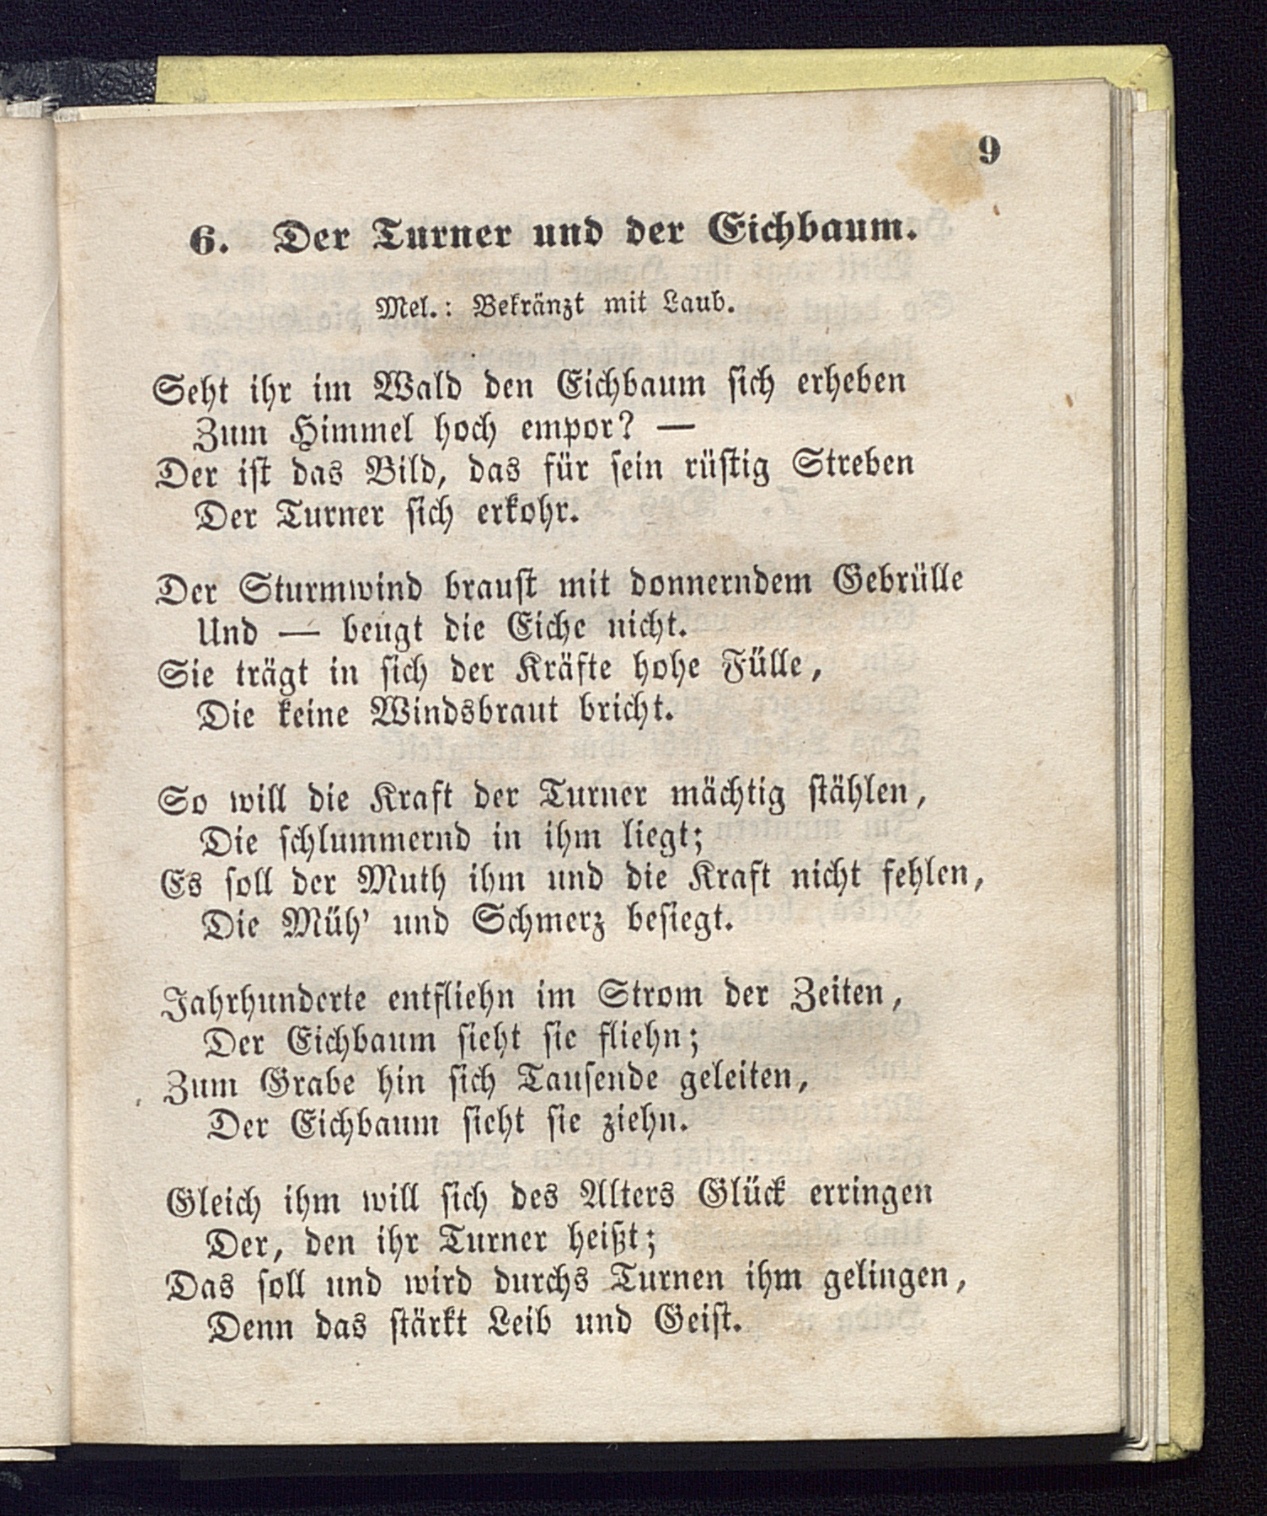 9
6. Der Turner und der Eichbaum.
Mel.: Bekränzt mit Laub.
Seht ihr im Wald den Eichbaum sich erheben
Zum Himmel hoch empor? —
Der ist das Bild, das für sein rüstig Streben
Der Turner sich erkohr.
Der Sturmwind braust mit donnerndem Gebrülle
Und — beugt die Eiche nicht.
Sie trägt in sich der Kräfte hohe Fülle,
Die keine Windsbraut bricht.
So will die Kraft der Turner mächtig stählen,
Die schlummernd in ihm liegt;
Es soll der Muth ihm und die Kraft nicht fehlen,
Die Müh' und Schmerz besiegt.
Jahrhunderte entfliehn im Strom der Zeiten,
Der Eichbaum sieht sie fliehn;
Zum Grabe hin sich Tausende geleiten,
Der Eichbaum sieht sie ziehn.
Gleich ihm will sich des Alters Glück erringen
Der, den ihr Turner heißt;
Das soll und wird durchs Turnen ihm gelingen,
Denn das stärkt Leib und Geist.